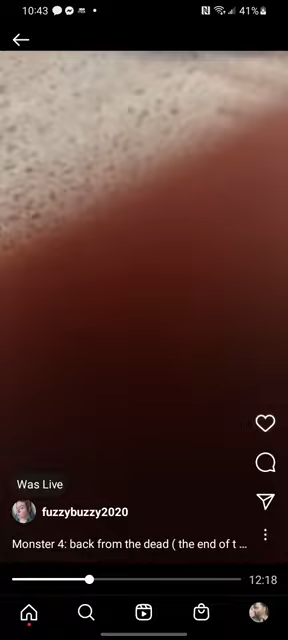 10:43 41%
Was Live
fuzzybuzzy2020
Monster 4: back from the dead ( the end of t ...
12:18